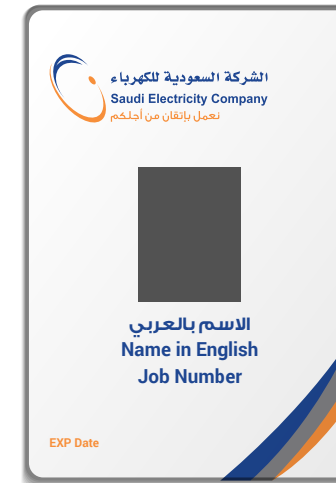 الشركة السعودية للكهرباء
Saudi Electricity Company
نعمل بإتقان من أجلكم
الاسم بالعربي
Name in English
Job Number
EXP Date